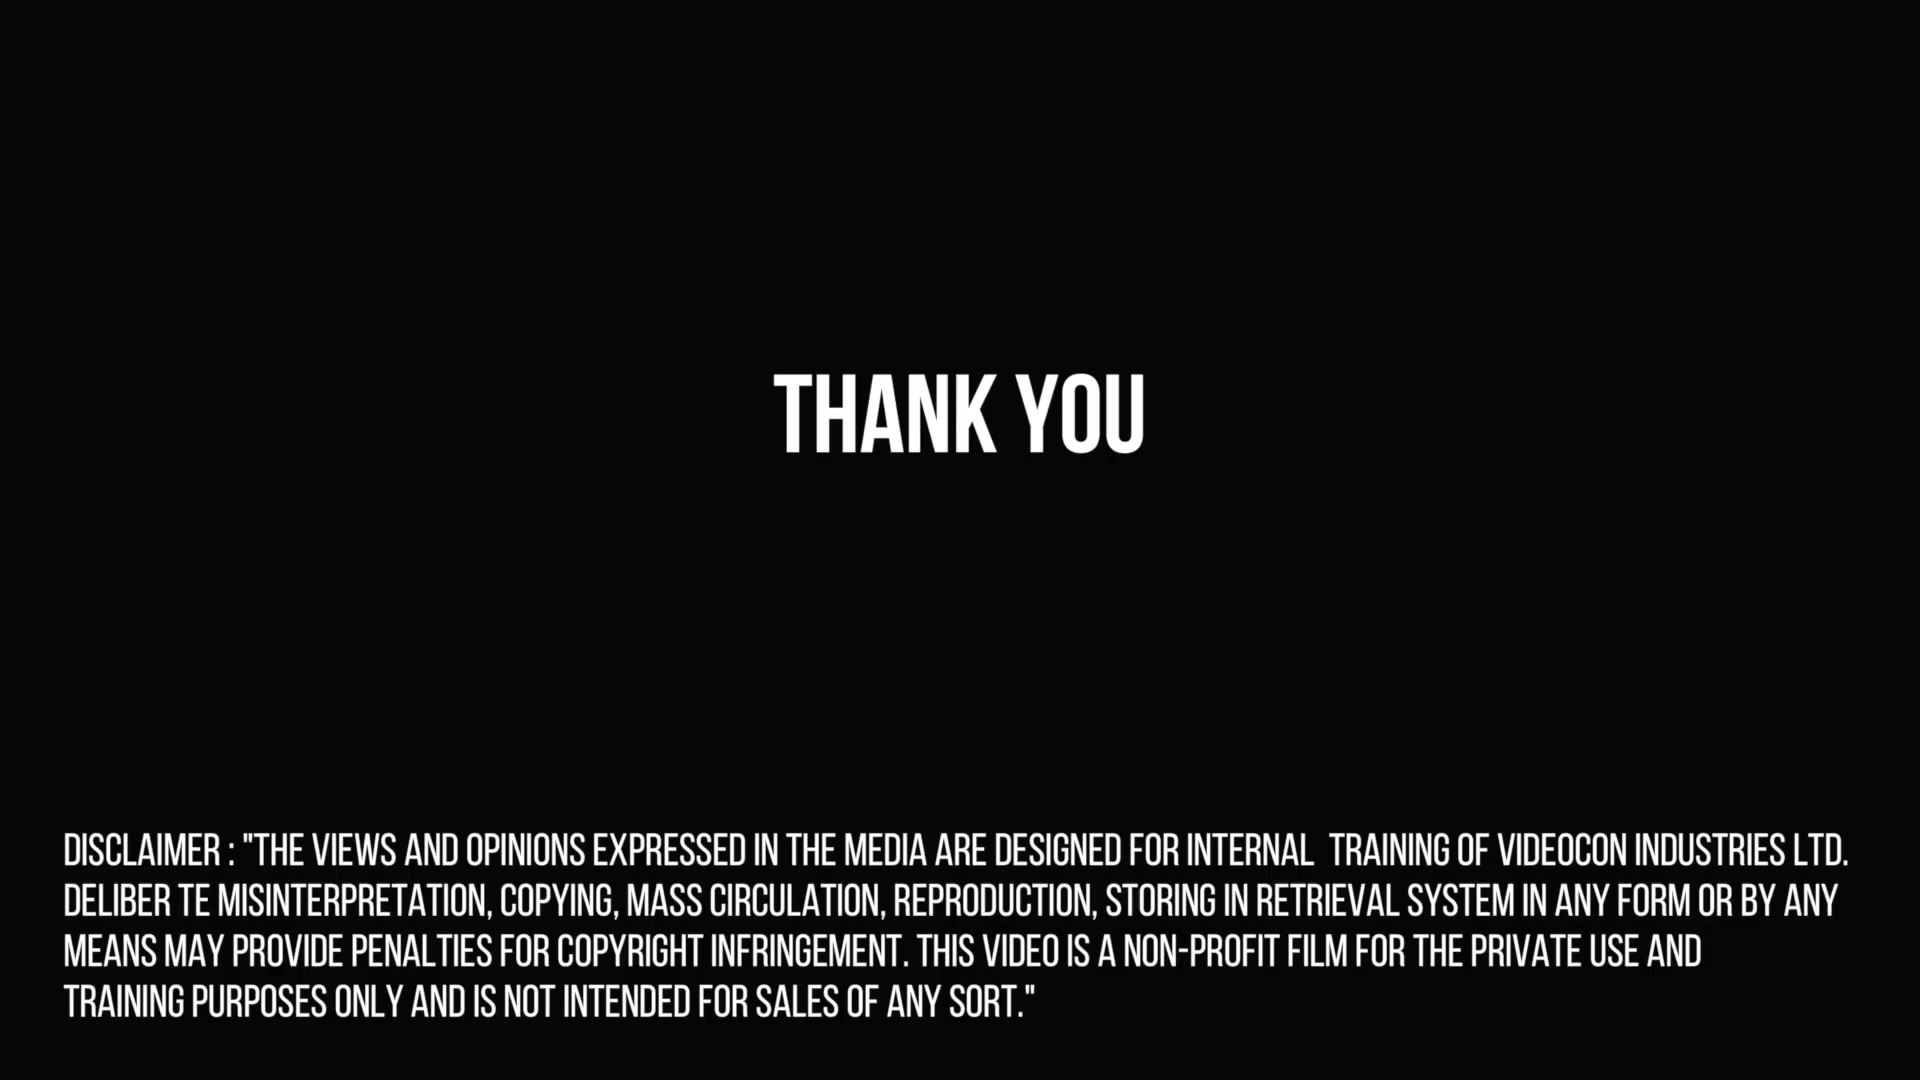 THANK YOU
DISCLAIMER : "THE VIEWS AND OPINIONS EXPRESSED IN THE MEDIA ARE DESIGNED FOR INTERNAL  TRAINING OF VIDEOCON INDUSTRIES LTD.
DELIBER TE MISINTERPRETATION, COPYING, MASS CIRCULATION, REPRODUCTION, STORING IN RETRIEVAL SYSTEM IN ANY FORM OR BY ANY
MEANS MAY PROVIDE PENALTIES FOR COPYRIGHT INFRINGEMENT. THIS VIDEO IS A NON-PROFIT FILM FOR THE PRIVATE USE AND
TRAINING PURPOSES ONLY AND IS NOT INTENDED FOR SALES OF ANY SORT."